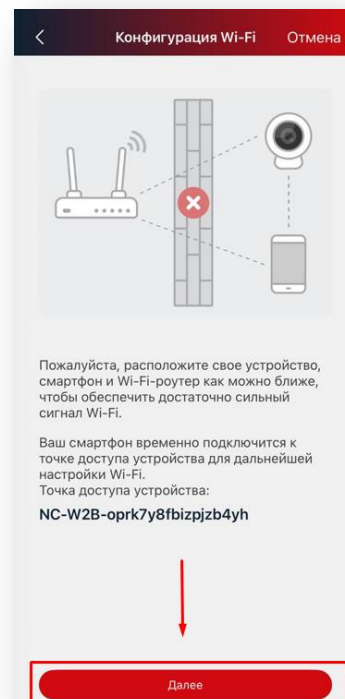 Конфигурация Wi-Fi Отмена
Пожалуйста, расположите свое устройство,
смартфон и Wi-Fi-роутер как можно ближе,
чтобы обеспечить достаточно сильный
сигнал Wi-Fi.
Ваш смартфон временно подключится к
точке доступа устройства для дальнейшей
настройки Wi-Fi.
Точка доступа устройства:
NC-W2B-oprk7y8fbizpjzb4yh
Далее